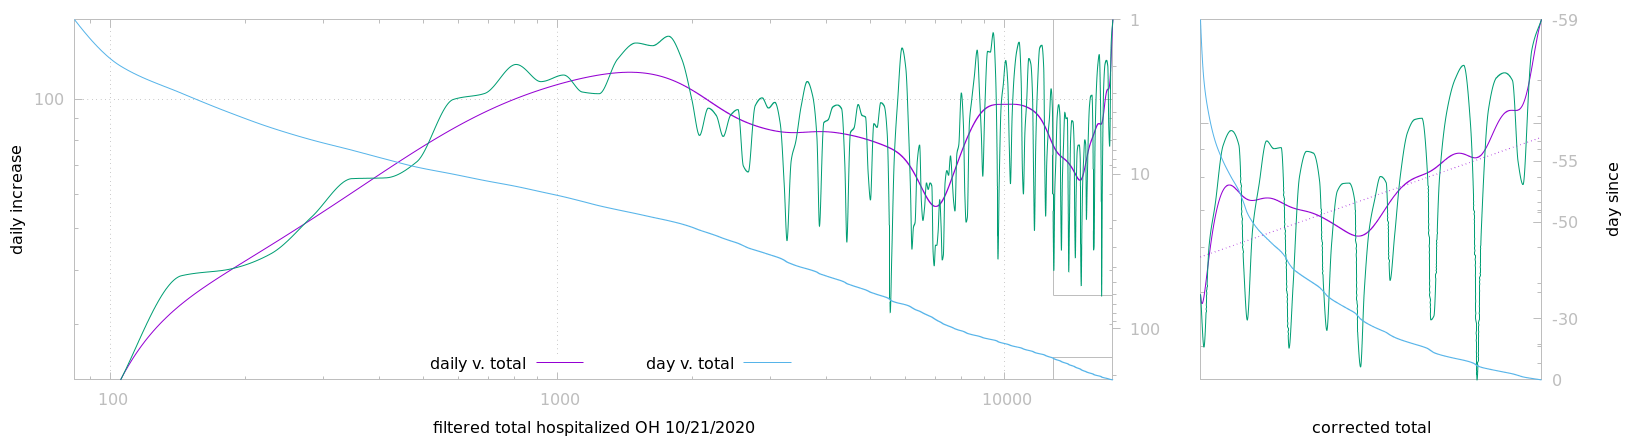 1
-59
100
daily increase
-55
10
day since
-50
-30
100
daily v. total
day v. total
0
100
1000
10000
filtered total hospitalized OH 10/21/2020
corrected total